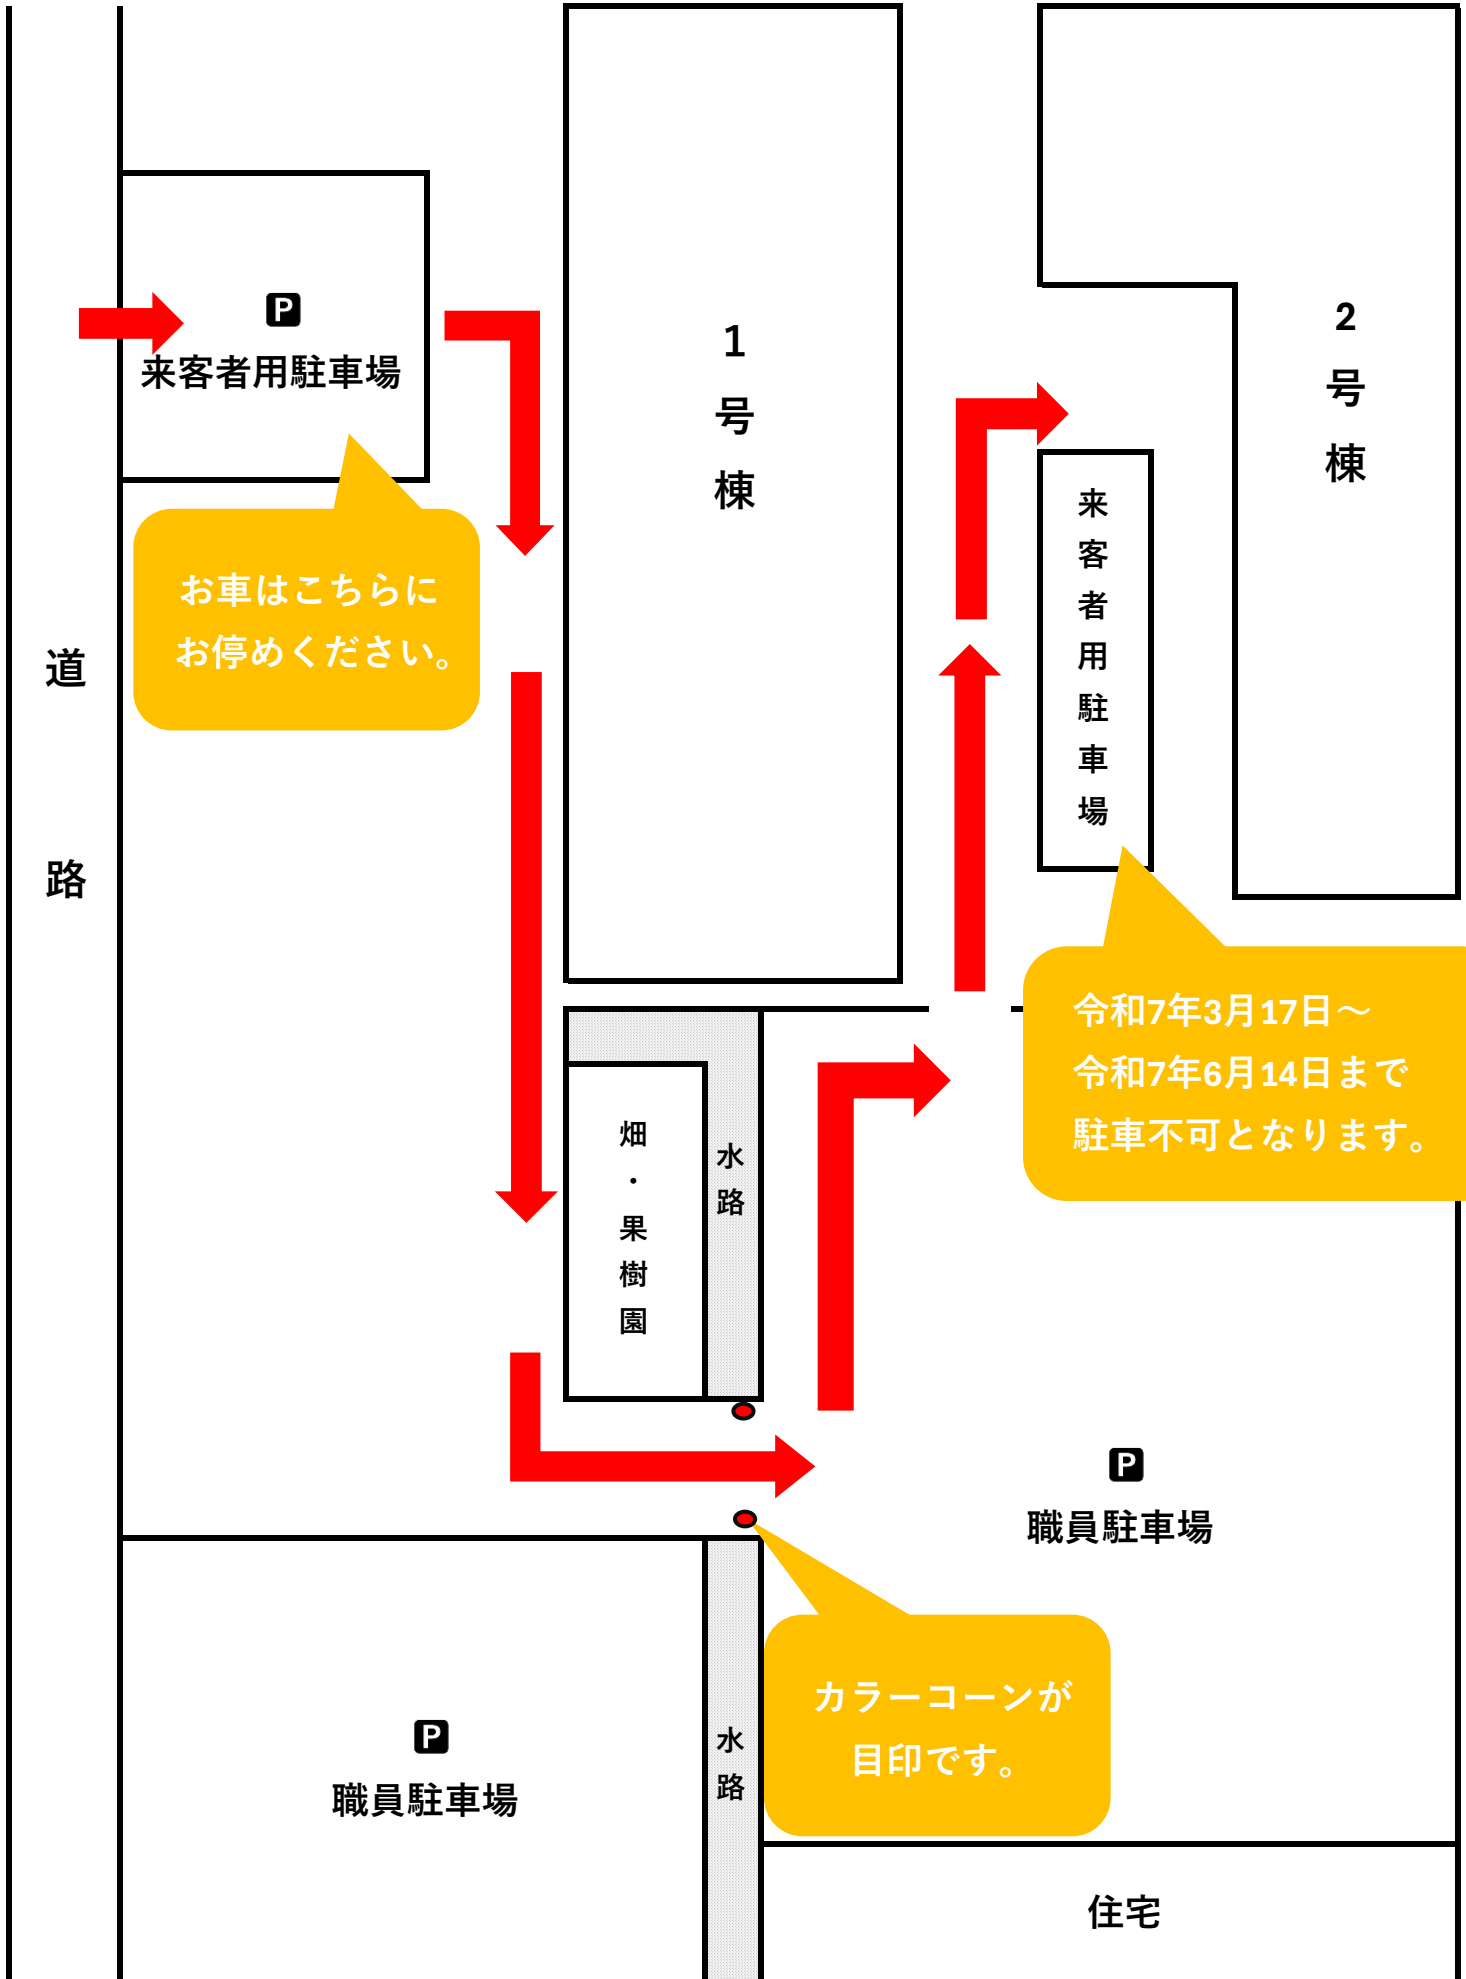 P
来客者用駐車場
お車はこちらに
お停めください。
道路
1号棟
2号棟
来客者用駐車場
令和7年3月17日～
令和7年6月14日まで
駐車不可となります。
畑・果樹園
水路
P
職員駐車場
カラーコーンが
目印です。
P
職員駐車場
水路
住宅